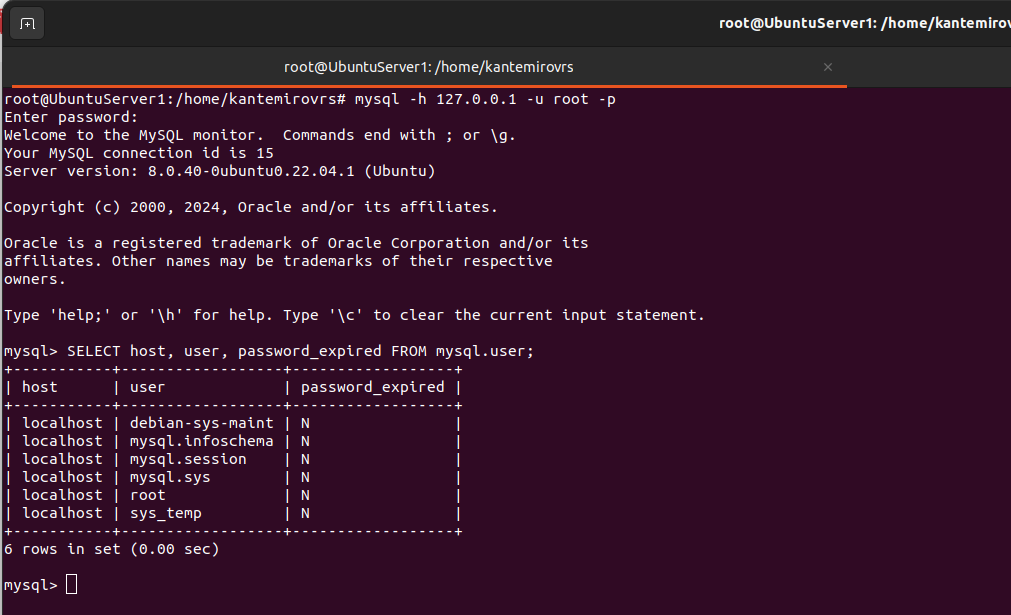 root@UbuntuServer1: /home/kantemirov
root@UbuntuServer1: /home/kantemirovrs ×
root@UbuntuServer1:/home/kantemirovrs# mysql -h 127.0.0.1 -u root -p
Enter password:
Welcome to the MySQL monitor.  Commands end with ; or \g.
Your MySQL connection id is 15
Server version: 8.0.40-0ubuntu0.22.04.1 (Ubuntu)
Copyright (c) 2000, 2024, Oracle and/or its affiliates.
Oracle is a registered trademark of Oracle Corporation and/or its
affiliates. Other names may be trademarks of their respective
owners.
Type 'help;' or '\h' for help. Type '\c' to clear the current input statement.
mysql> SELECT host, user, password_expired FROM mysql.user;
+-----------+------------------+------------------+
| host      | user             | password_expired |
+-----------+------------------+------------------+
| localhost | debian-sys-maint | N                |
| localhost | mysql.infoschema | N                |
| localhost | mysql.session    | N                |
| localhost | mysql.sys        | N                |
| localhost | root             | N                |
| localhost | sys_temp         | N                |
+-----------+------------------+------------------+
6 rows in set (0.00 sec)
mysql>